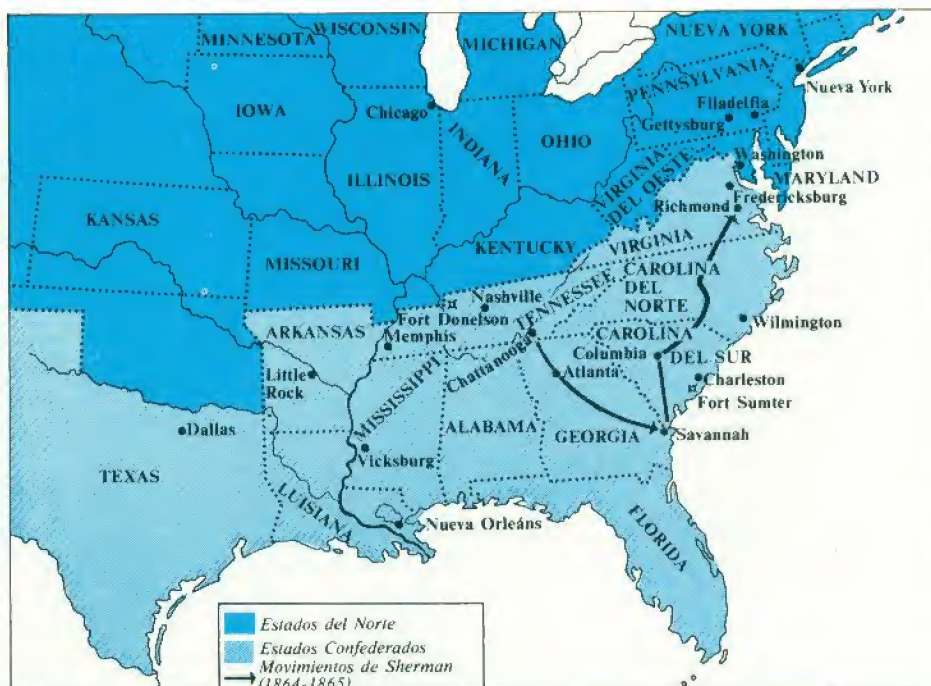 MINNESOTA
WISCONSIN
MICHIGAN
NUEVA YORK
PENNSYLVANIA
Nueva York
IOWA
Chicago
Filadelfia
Gettysburg
INDIANA
OHIO
ILLINOIS
VIRGINIA
DEL OESTE
Washington
MARYLAND
Fredericksburg
Richmond
KANSAS
MISSOURI
KENTUCKY
VIRGINIA
Nashville
TENNESSEE
CAROLINA
DEL
NORTE
Fort Donelson
ARKANSAS
Memphis
Wilmington
CAROLINA
DEL SUR
Columbia
Chattanooga
Atlanta
Little
Rock
MISSISSIPPI
Charleston
Fort Sumter
Dallas
ALABAMA
GEORGIA
Savannah
Vicksburg
TEXAS
LUISIANA
Nueva Orleáns
FLORIDA
Estados del Norte
Estados Confederados
Movimientos de Sherman
(1864-1865)